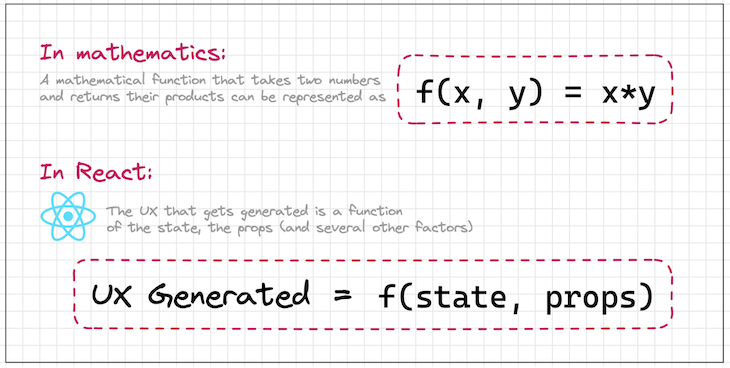 In mathematics:
A mathematical function that takes two numbers
and returns their products can be represented as
f(x, y) = x*y
In React:
The UX that gets generated is a function
of the state, the props (and several other factors)
UX Generated = f(state, props)